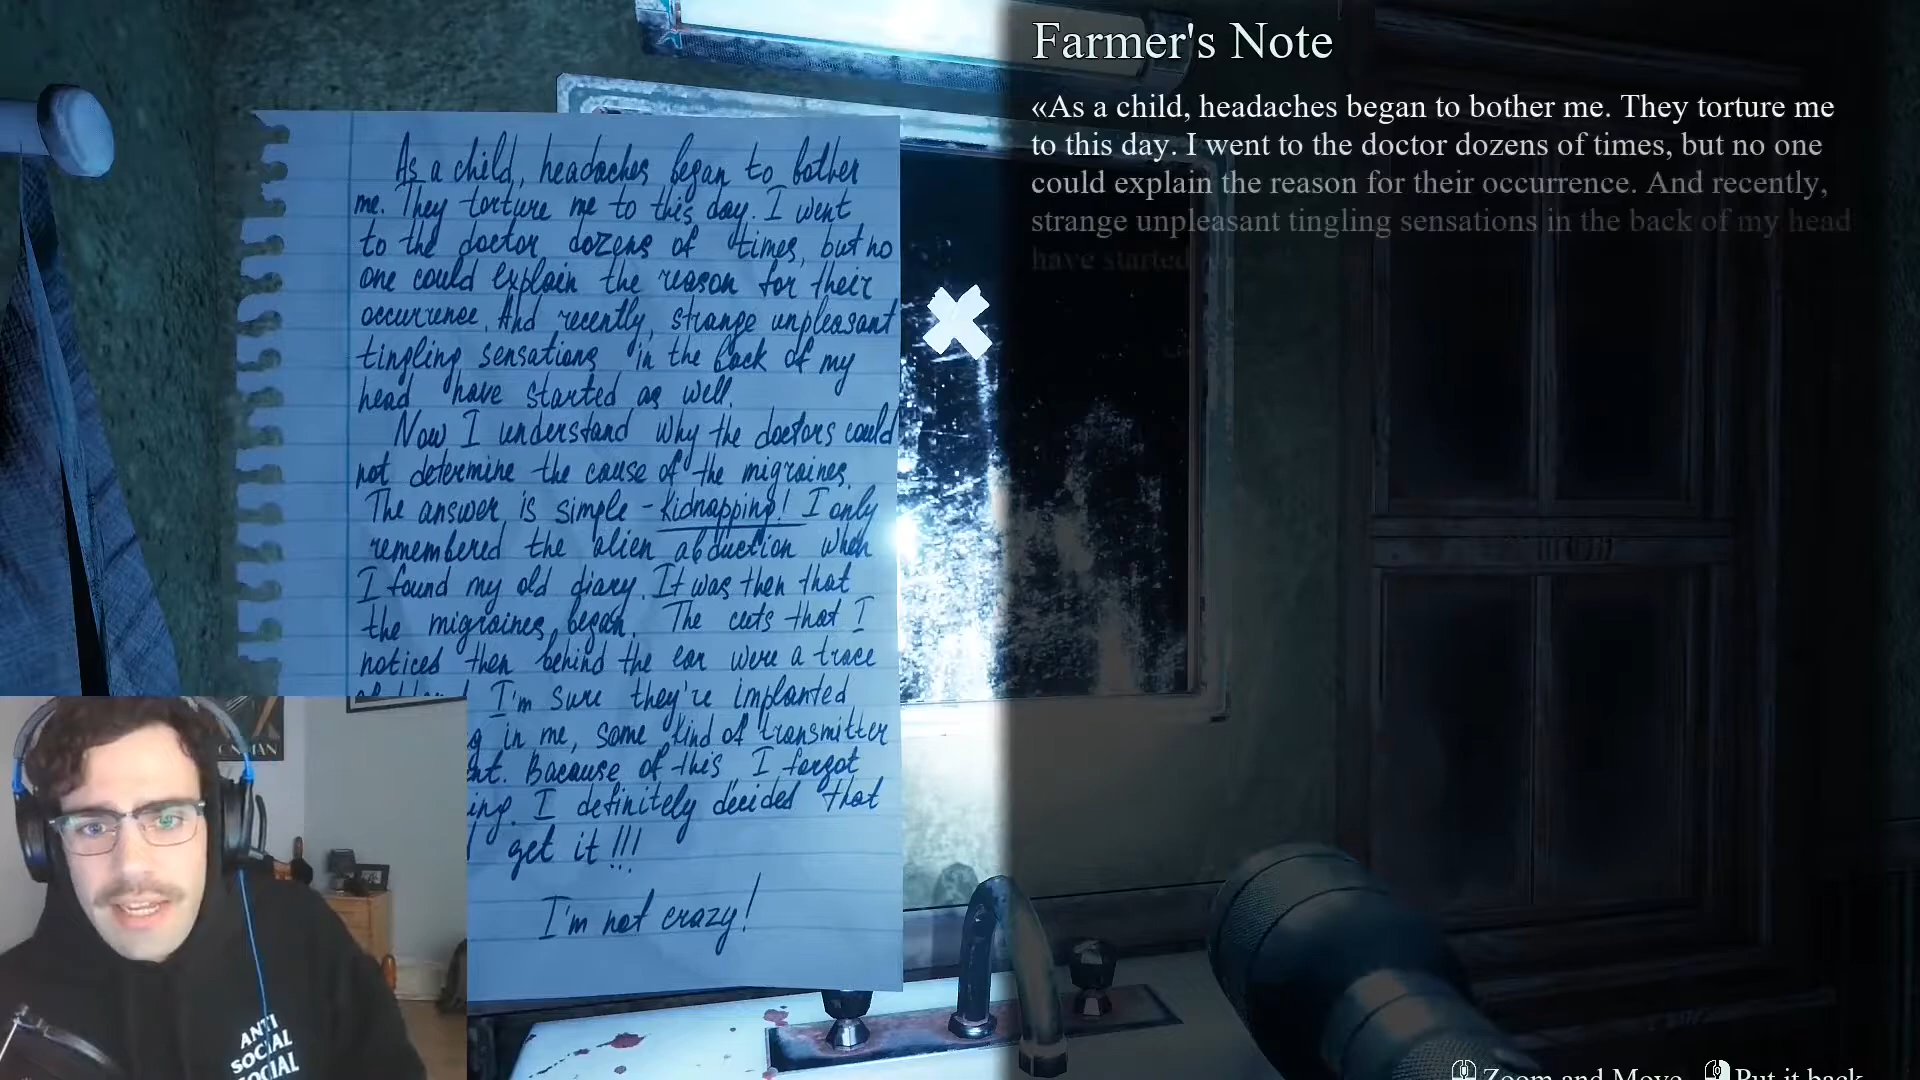 Farmer's Note
«As a child, headaches began to bother me. They torture me
to this day. I went to the doctor dozens of times, but no one
could explain the reason for their occurrence. And recently,
strange unpleasant tingling sensations in the back of my head
have started
As a child, headaches began to bother
me. They torture me to this day. I went
to the doctor dozens of times, but no
one could explain the reason for their
occurrence. And recently, strange unpleasant
tingling sensations in the back of my
head have started as well.
Now I understand why the doctors could
not determine the cause of the migraines.
The answer is simple - kidnapping! I only
remembered the alien abduction when
I found my old diary. It was then that
the migraines began. The cuts that I
noticed then behind the ear were a trace
I'm sure they're implanted
in me, some kind of transmitter
Bacause of this I forgot
I definitely decided that
get it!!!
I'm not crazy!
ANTI
SOCIAL
SOCIAL
Zoom and Move
Put it back